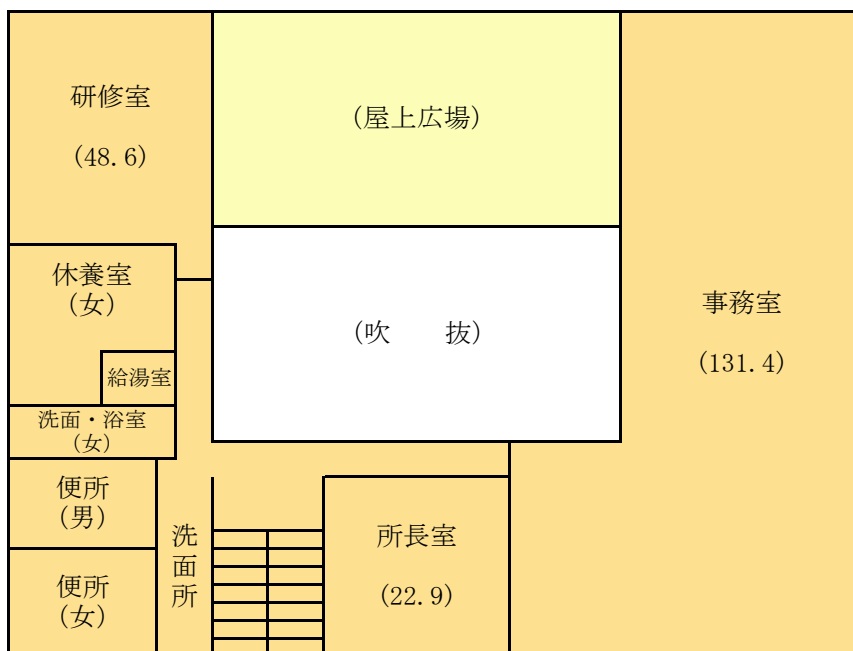 研修室
(48.6)
(屋上広場)
休養室
(女)
(吹　　抜)
事務室
(131.4)
給湯室
洗面・浴室
(女)
便所
(男)
洗面所
所長室
(22.9)
便所
(女)